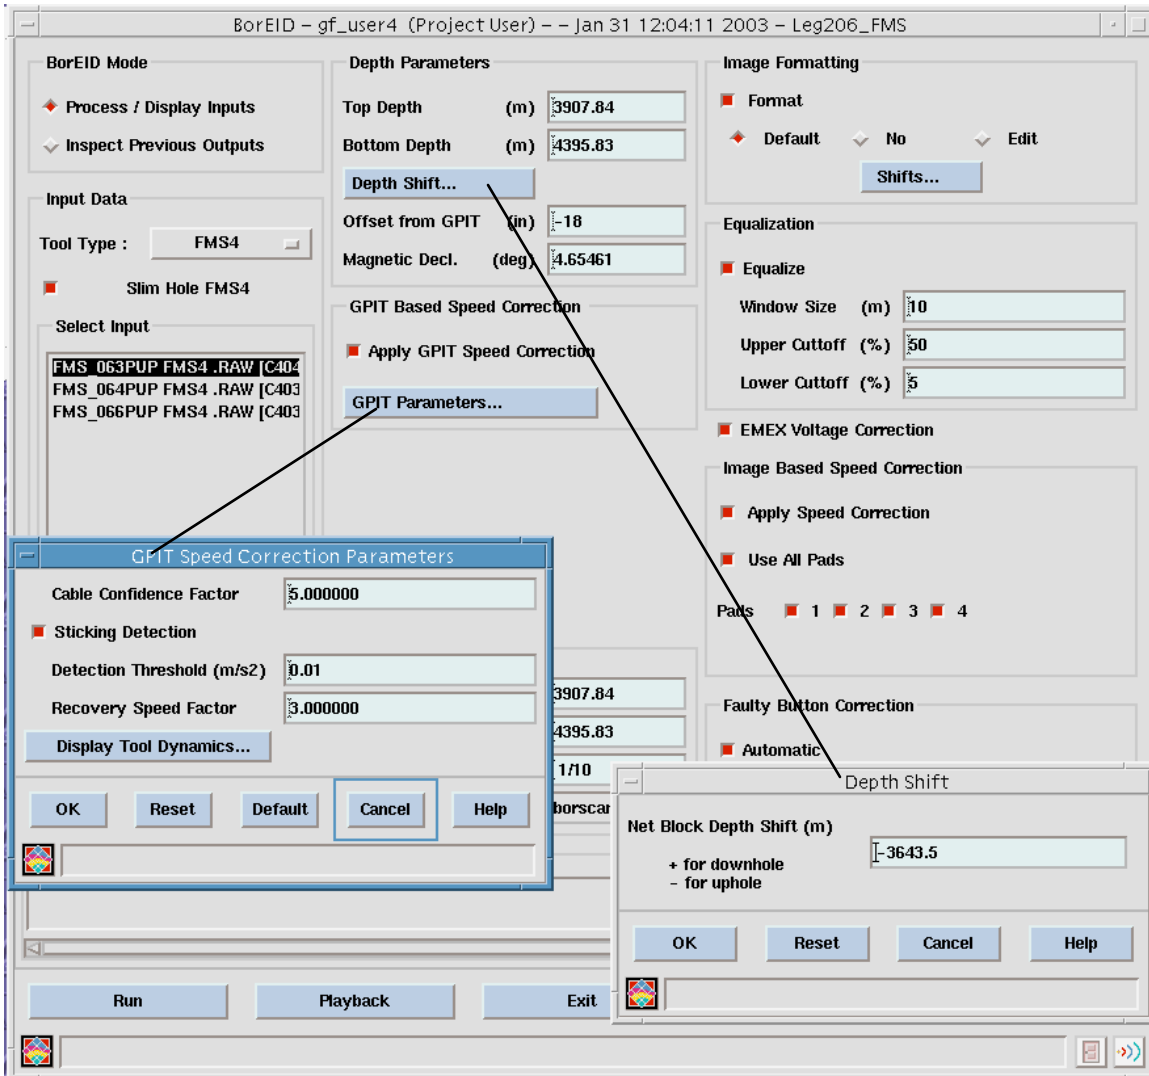 BorEID – gf_user4 (Project User) – – Jan 31 12:04:11 2003 – Leg206_FMS
BorEID Mode
Process / Display Inputs
Inspect Previous Outputs
Input Data
Tool Type : FMS4
Slim Hole FMS4
Select Input
FMS_063PUP FMS4 .RAW [C404
FMS_064PUP FMS4 .RAW [C403
FMS_066PUP FMS4 .RAW [C403
Depth Parameters
Top Depth (m) 3907.84
Bottom Depth (m) 4395.83
Depth Shift...
Offset from GPIT (in) -18
Magnetic Decl. (deg) 4.65461
GPIT Based Speed Correction
Apply GPIT Speed Correction
GPIT Parameters...
Image Formatting
Format
Default No Edit
Shifts...
Equalization
Equalize
Window Size (m) 10
Upper Cuttoff (%) 50
Lower Cuttoff (%) 5
EMEX Voltage Correction
Image Based Speed Correction
Apply Speed Correction
Use All Pads
Pads 1 2 3 4
Faulty Button Correction
Automatic
3907.84
4395.83
1/10
borscar
GPIT Speed Correction Parameters
Cable Confidence Factor 5.000000
Sticking Detection
Detection Threshold (m/s2) 0.01
Recovery Speed Factor 3.000000
Display Tool Dynamics...
OK Reset Default Cancel Help
Depth Shift
Net Block Depth Shift (m)
-3643.5
+ for downhole
– for uphole
OK Reset Cancel Help
Run Playback Exit